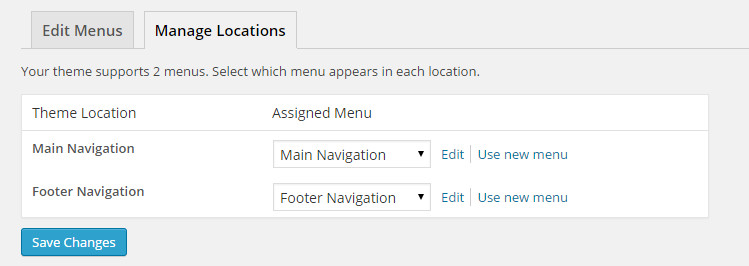 Edit Menus Manage Locations
Your theme supports 2 menus. Select which menu appears in each location.
Theme Location Assigned Menu
Main Navigation Main Navigation Edit Use new menu
Footer Navigation Footer Navigation Edit Use new menu
Save Changes